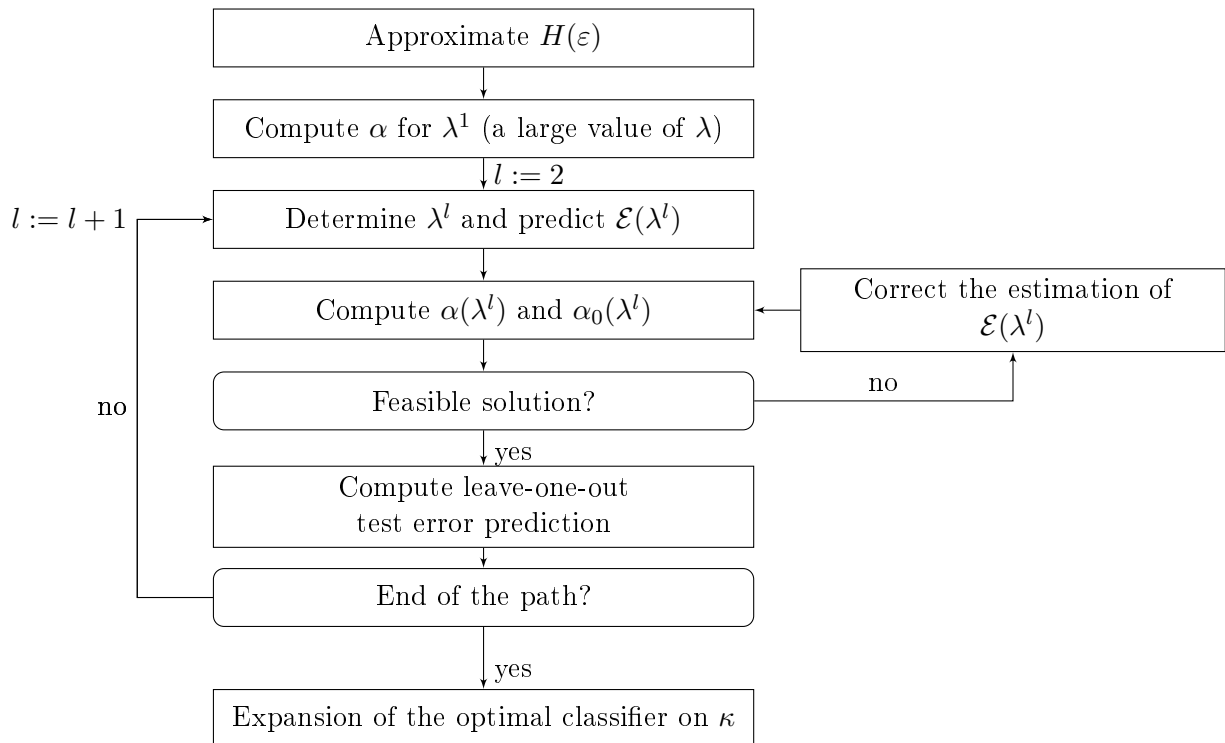 Approximate H(ε)
Compute α for λ¹ (a large value of λ)
l := 2
l := l + 1
Determine λˡ and predict ℰ(λˡ)
Compute α(λˡ) and α₀(λˡ)
Correct the estimation of
ℰ(λˡ)
Feasible solution?
no
no
yes
Compute leave-one-out
test error prediction
End of the path?
yes
Expansion of the optimal classifier on κ